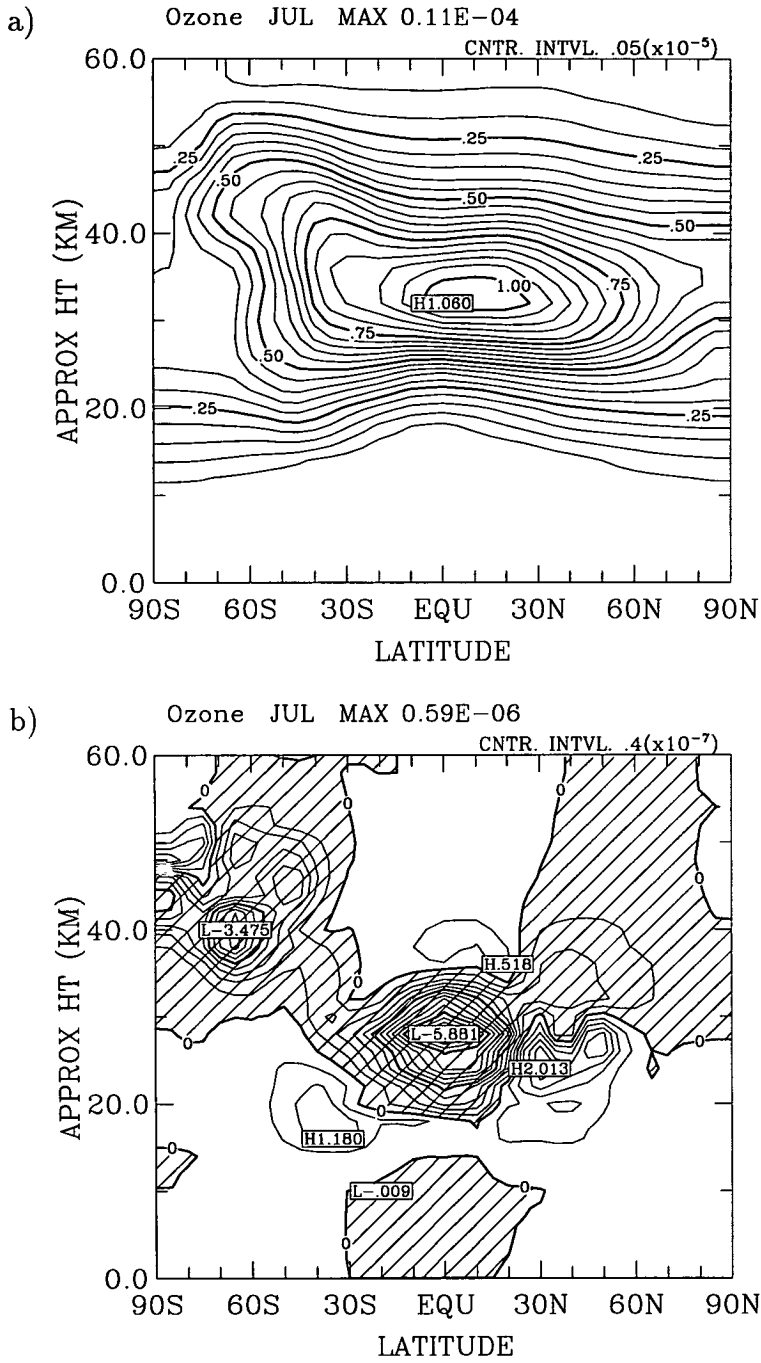 a)
Ozone JUL MAX 0.11E-04
CNTR. INTVL. .05(x10⁻⁵)
60.0
40.0
20.0
0.0
APPROX HT (KM)
.25
.25
.25
.50
.50
.50
.75
1.00
H1.060
.75
.50
.25
.25
90S 60S 30S EQU 30N 60N 90N
LATITUDE
b)
Ozone JUL MAX 0.59E-06
CNTR. INTVL. .4(x10⁻⁷)
60.0
40.0
20.0
0.0
APPROX HT (KM)
0
0
0
0
L-3.475
0
H.518
0
L-5.881
0
0
H2.013
0
H1.180
0
L-.009
0
0
90S 60S 30S EQU 30N 60N 90N
LATITUDE